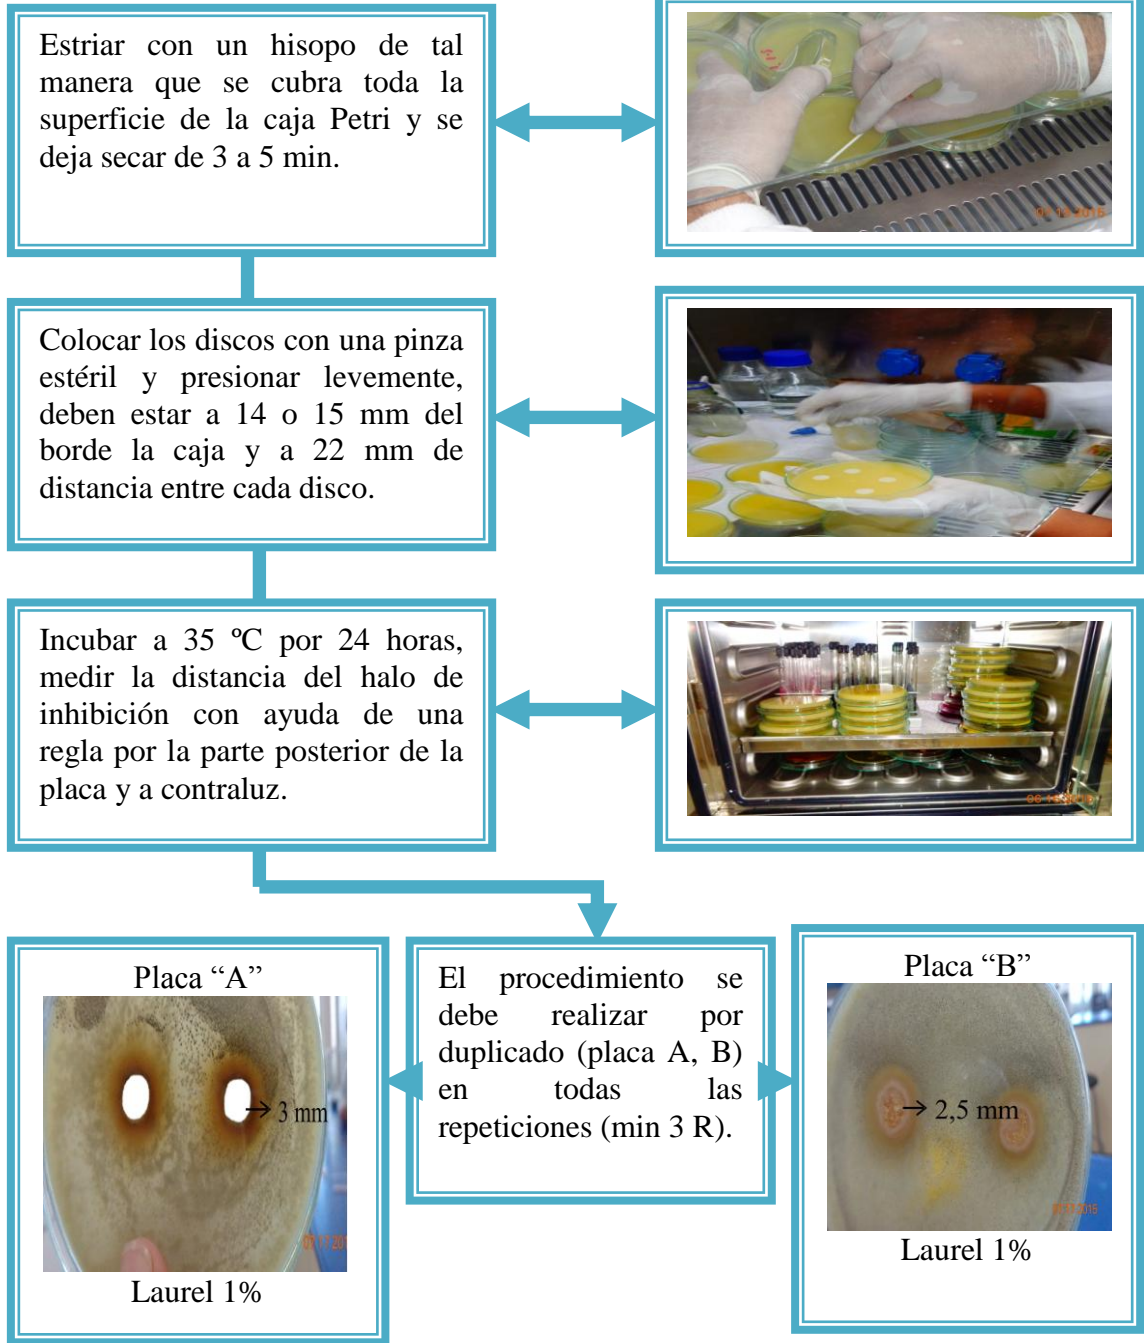 Estriar con un hisopo de tal
manera que se cubra toda la
superficie de la caja Petri y se
deja secar de 3 a 5 min.
Colocar los discos con una pinza
estéril y presionar levemente,
deben estar a 14 o 15 mm del
borde la caja y a 22 mm de
distancia entre cada disco.
Incubar a 35 ºC por 24 horas,
medir la distancia del halo de
inhibición con ayuda de una
regla por la parte posterior de la
placa y a contraluz.
Placa “A”
3 mm
Laurel 1%
El procedimiento se
debe realizar por
duplicado (placa A, B)
en todas las
repeticiones (min 3 R).
Placa “B”
2,5 mm
Laurel 1%